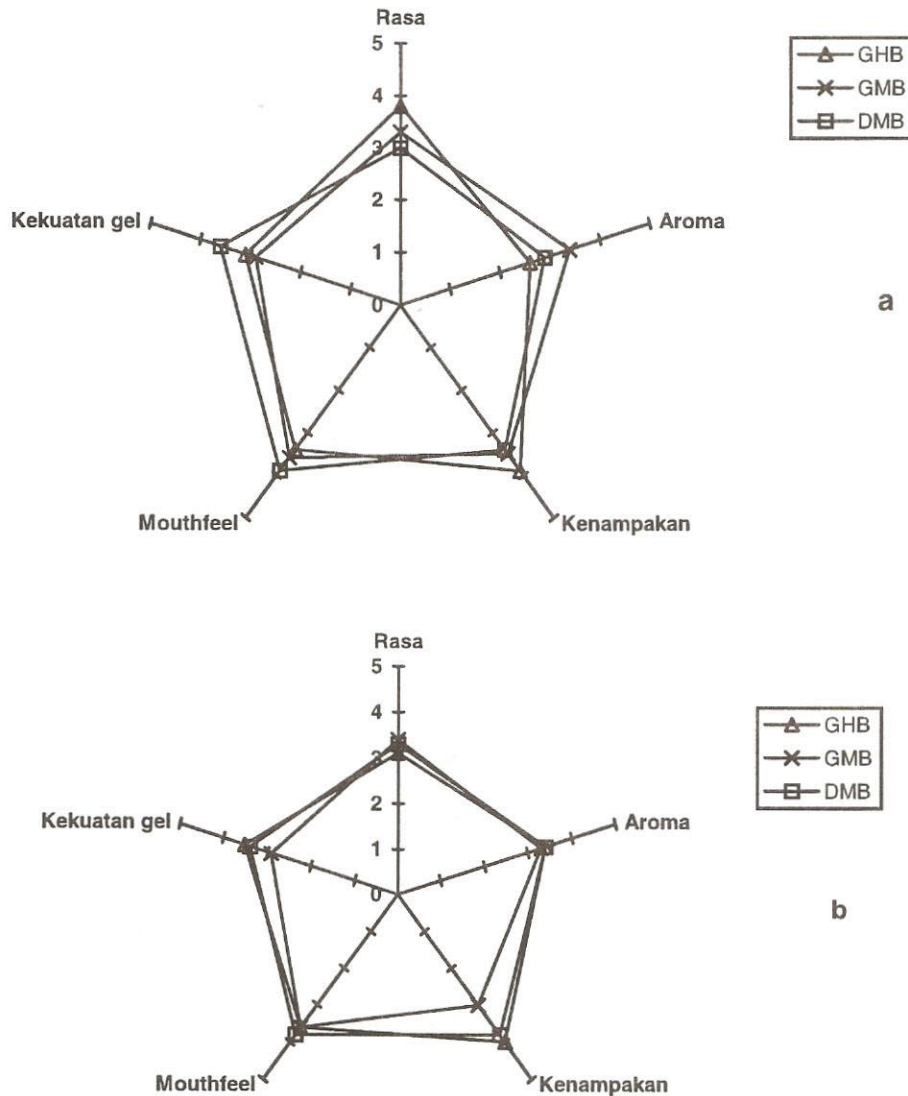 Rasa
5
4
3
2
1
0
Kekuatan gel
Aroma
Mouthfeel
Kenampakan
GHB
GMB
DMB
a
Rasa
5
4
3
2
1
0
Kekuatan gel
Aroma
Mouthfeel
Kenampakan
GHB
GMB
DMB
b